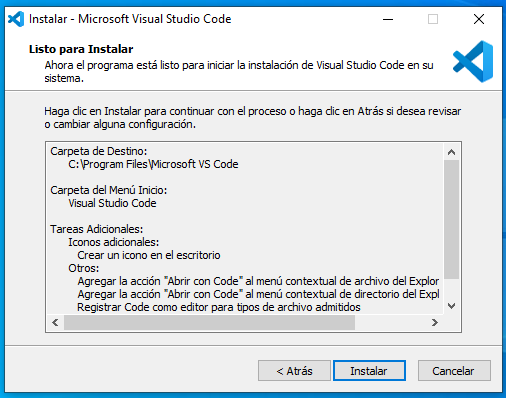 Instalar - Microsoft Visual Studio Code
Listo para Instalar
Ahora el programa está listo para iniciar la instalación de Visual Studio Code en su
sistema.
Haga clic en Instalar para continuar con el proceso o haga clic en Atrás si desea revisar
o cambiar alguna configuración.
Carpeta de Destino:
C:\Program Files\Microsoft VS Code
Carpeta del Menú Inicio:
Visual Studio Code
Tareas Adicionales:
Iconos adicionales:
Crear un icono en el escritorio
Otros:
Agregar la acción "Abrir con Code" al menú contextual de archivo del Explor
Agregar la acción "Abrir con Code" al menú contextual de directorio del Expl
Registrar Code como editor para tipos de archivo admitidos
< Atrás
Instalar
Cancelar